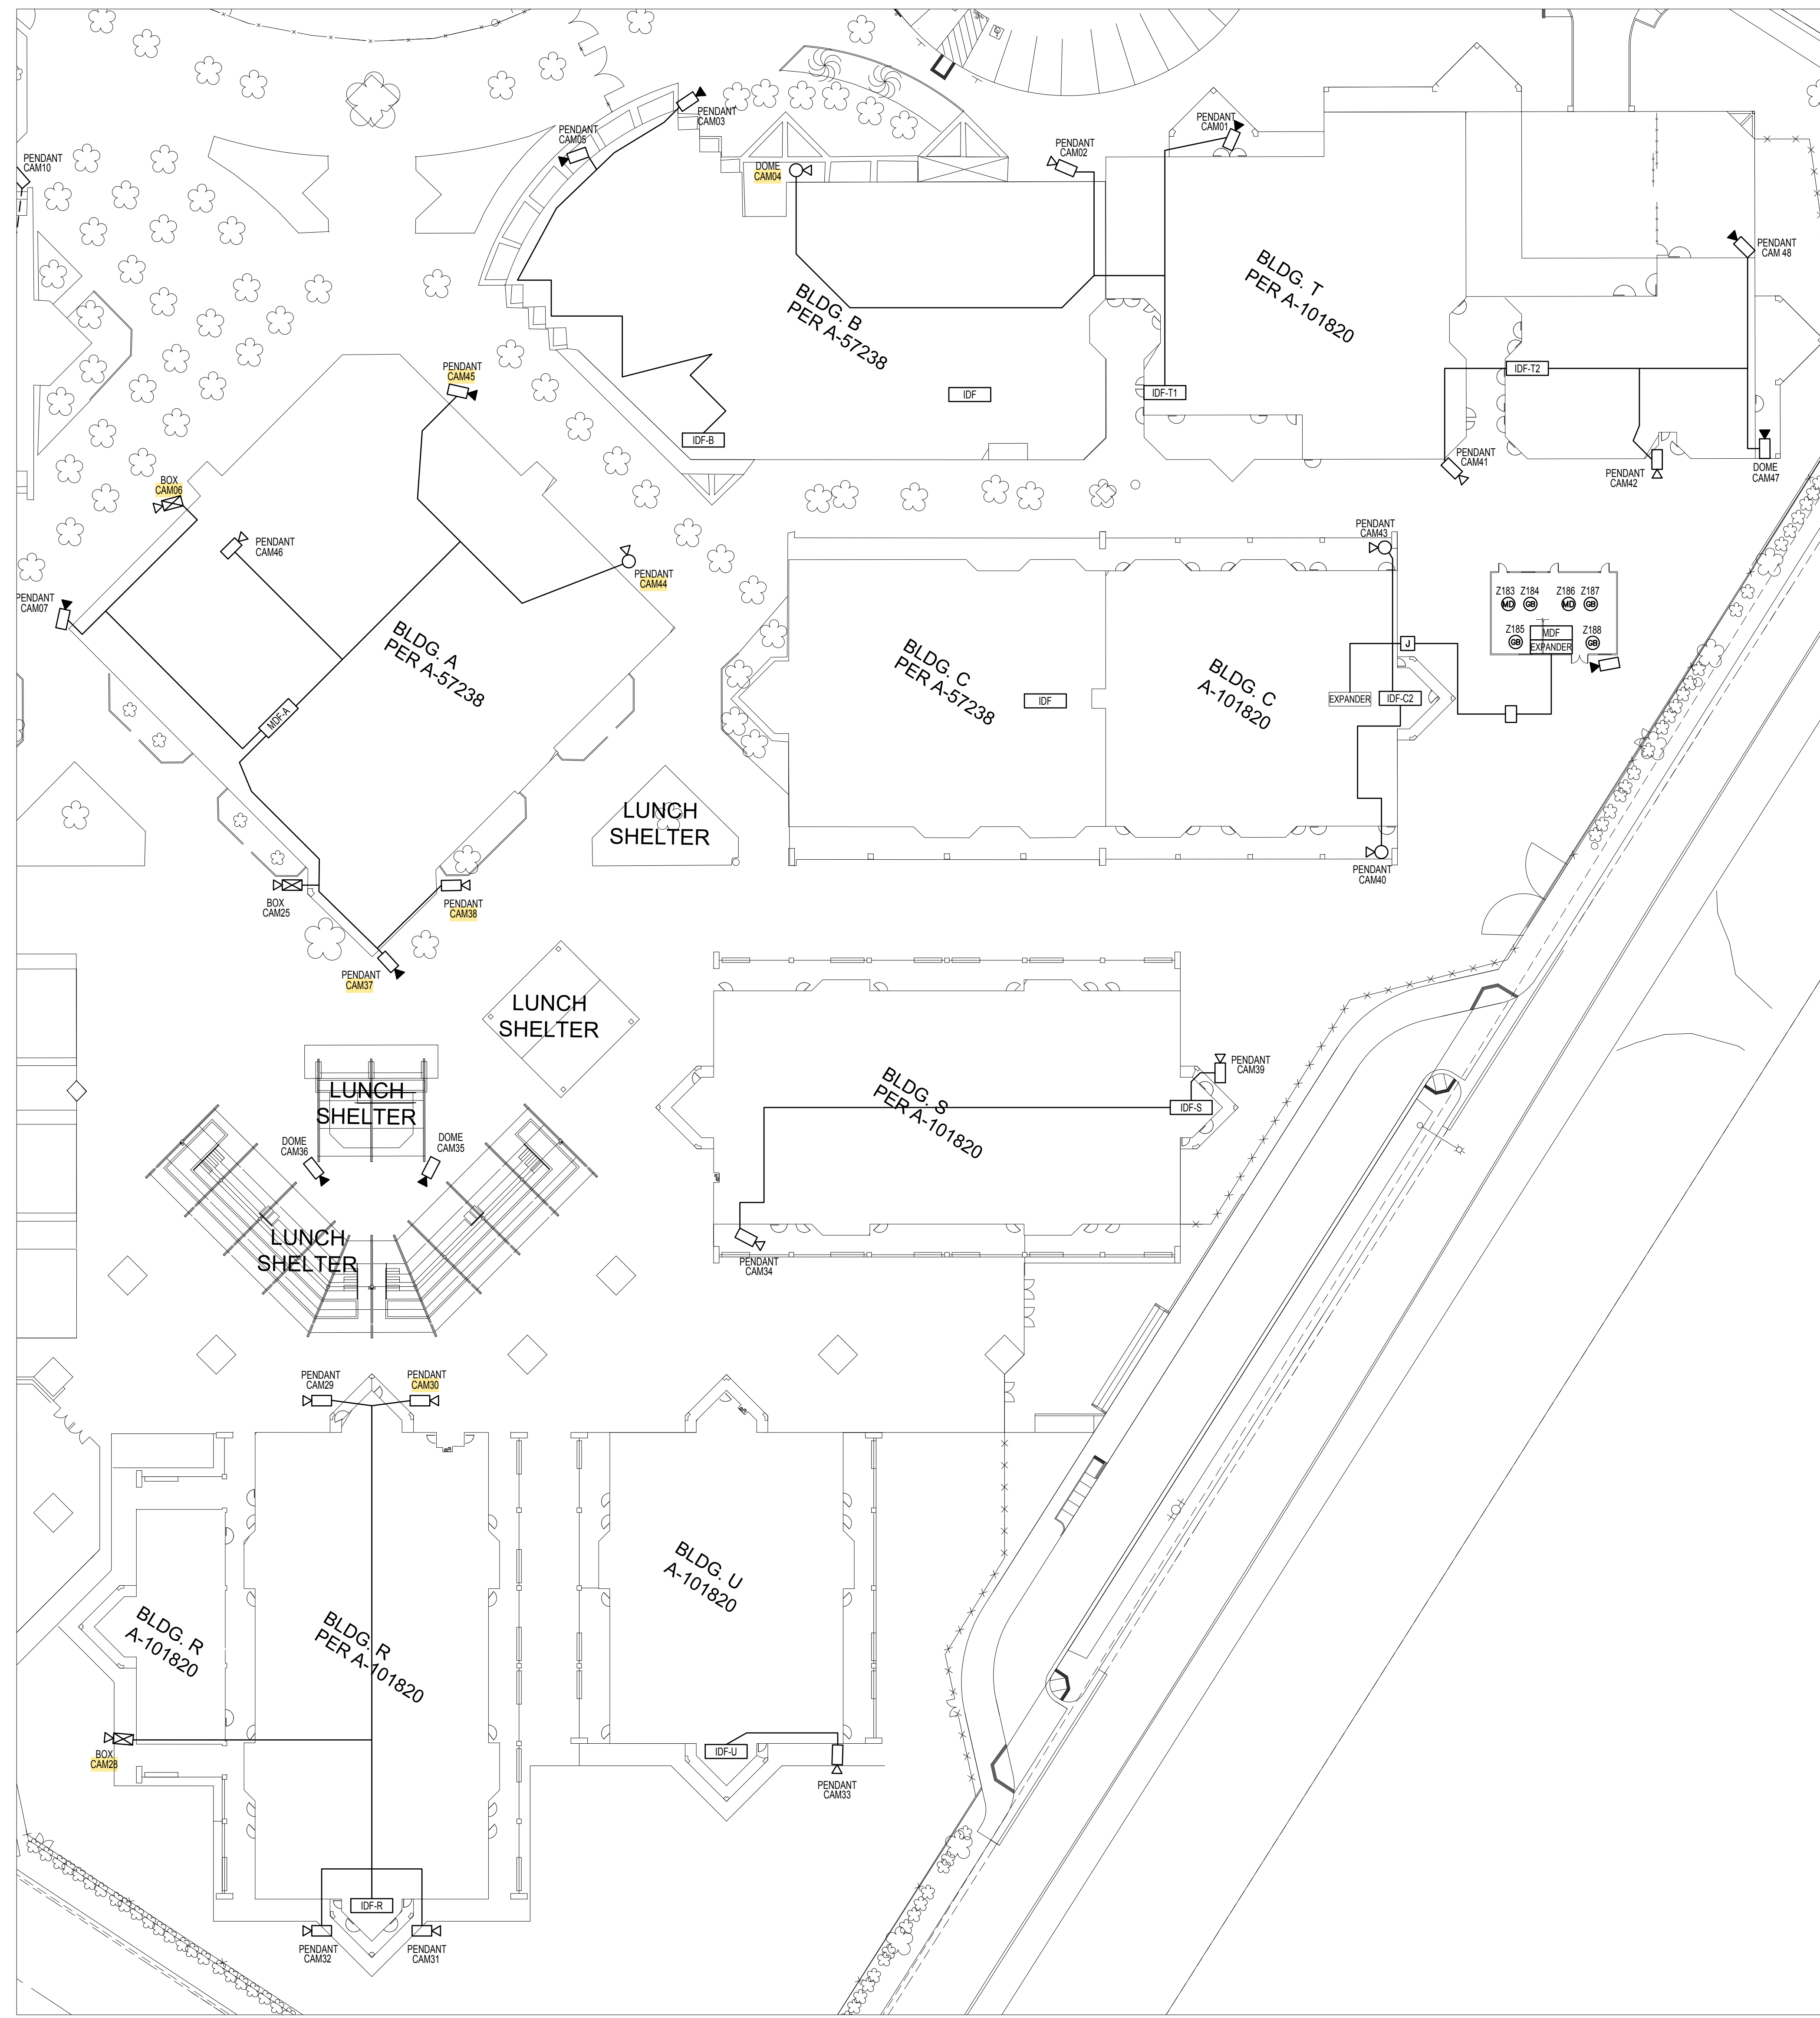 PENDANT
CAM10
PENDANT
CAM05
PENDANT
CAM03
DOME
CAM04
PENDANT
CAM02
PENDANT
CAM01
PENDANT
CAM 48
BLDG. B
PER A-57238
BLDG. T
PER A-101820
IDF
IDF-B
IDF-T1
IDF-T2
PENDANT
CAM41
PENDANT
CAM42
DOME
CAM47
PENDANT
CAM45
BOX
CAM06
PENDANT
CAM46
PENDANT
CAM07
PENDANT
CAM44
BLDG. A
PER A-57238
MDF-A
PENDANT
CAM43
BLDG. C
PER A-57238
IDF
BLDG. C
A-101820
J
EXPANDER
IDF-C2
Z183 Z184 Z186 Z187
MD GB MD GB
Z185 Z188
GB GB
MDF
EXPANDER
LUNCH
SHELTER
PENDANT
CAM40
BOX
CAM25
PENDANT
CAM38
PENDANT
CAM37
LUNCH
SHELTER
LUNCH
SHELTER
DOME
CAM36
DOME
CAM35
LUNCH
SHELTER
BLDG. S
PER A-101820
IDF-S
PENDANT
CAM39
PENDANT
CAM34
PENDANT
CAM29
PENDANT
CAM30
BLDG. R
A-101820
BLDG. R
PER A-101820
BLDG. U
A-101820
BOX
CAM28
IDF-U
PENDANT
CAM33
IDF-R
PENDANT
CAM32
PENDANT
CAM31